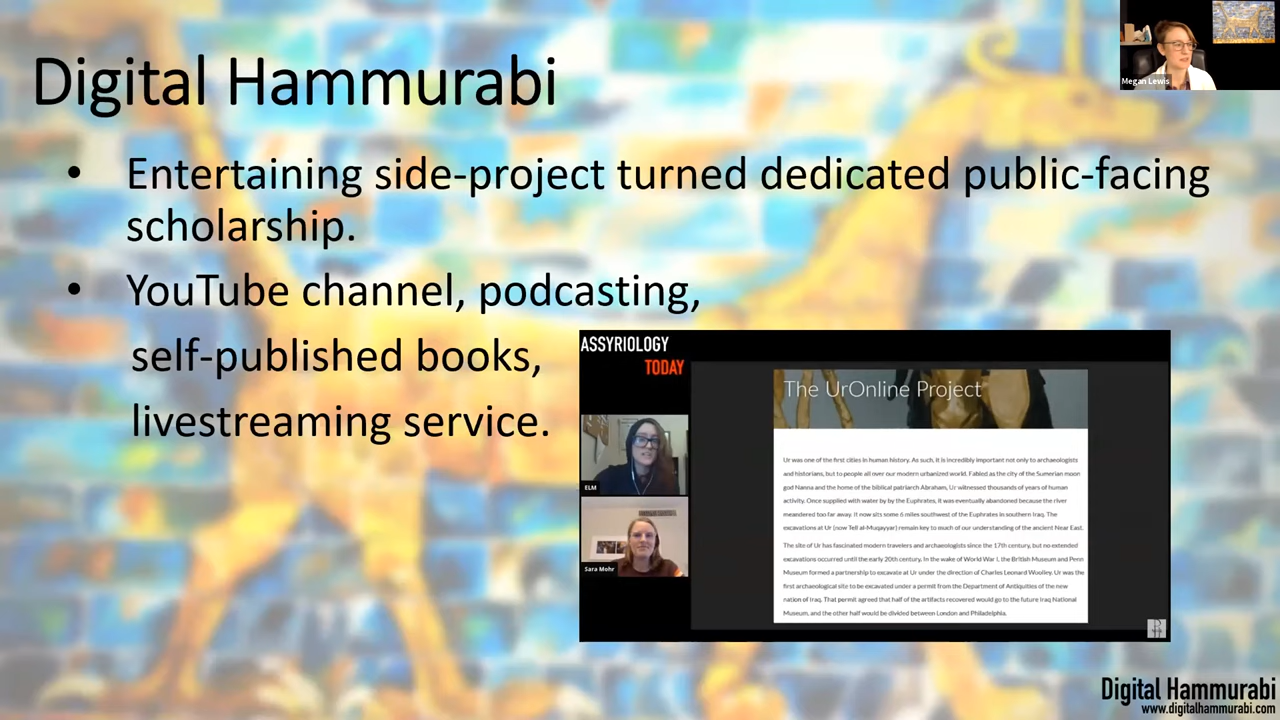 Digital Hammurabi
Megan Lewis
• Entertaining side-project turned dedicated public-facing
scholarship.
• YouTube channel, podcasting,
self-published books,
livestreaming service.
ASSYRIOLOGY
TODAY
ELM
Sara Mohr
The UrOnline Project
Ur was one of the first cities in human history. As such, it is incredibly important not only to archaeologists
and historians, but to people all over our modern urbanized world. Fabled as the city of the Sumerian moon
god Nanna and the home of the biblical patriarch Abraham, Ur witnessed thousands of years of human
activity. Once supplied with water by by the Euphrates, it was eventually abandoned because the river
meandered too far away. It now sits some 6 miles southwest of the Euphrates in southern Iraq. The
excavations at Ur (now Tell al-Muqayyar) remain key to much of our understanding of the ancient Near East.
The site of Ur has fascinated modern travelers and archaeologists since the 17th century, but no extended
excavations occurred until the early 20th century. In the wake of World War I, the British Museum and Penn
Museum formed a partnership to excavate at Ur under the direction of Charles Leonard Woolley. Ur was the
first archaeological site to be excavated under a permit from the Department of Antiquities of the new
nation of Iraq. That permit agreed that half of the artifacts recovered would go to the future Iraq National
Museum, and the other half would be divided between London and Philadelphia.
Digital Hammurabi
www.digitalhammurabi.com